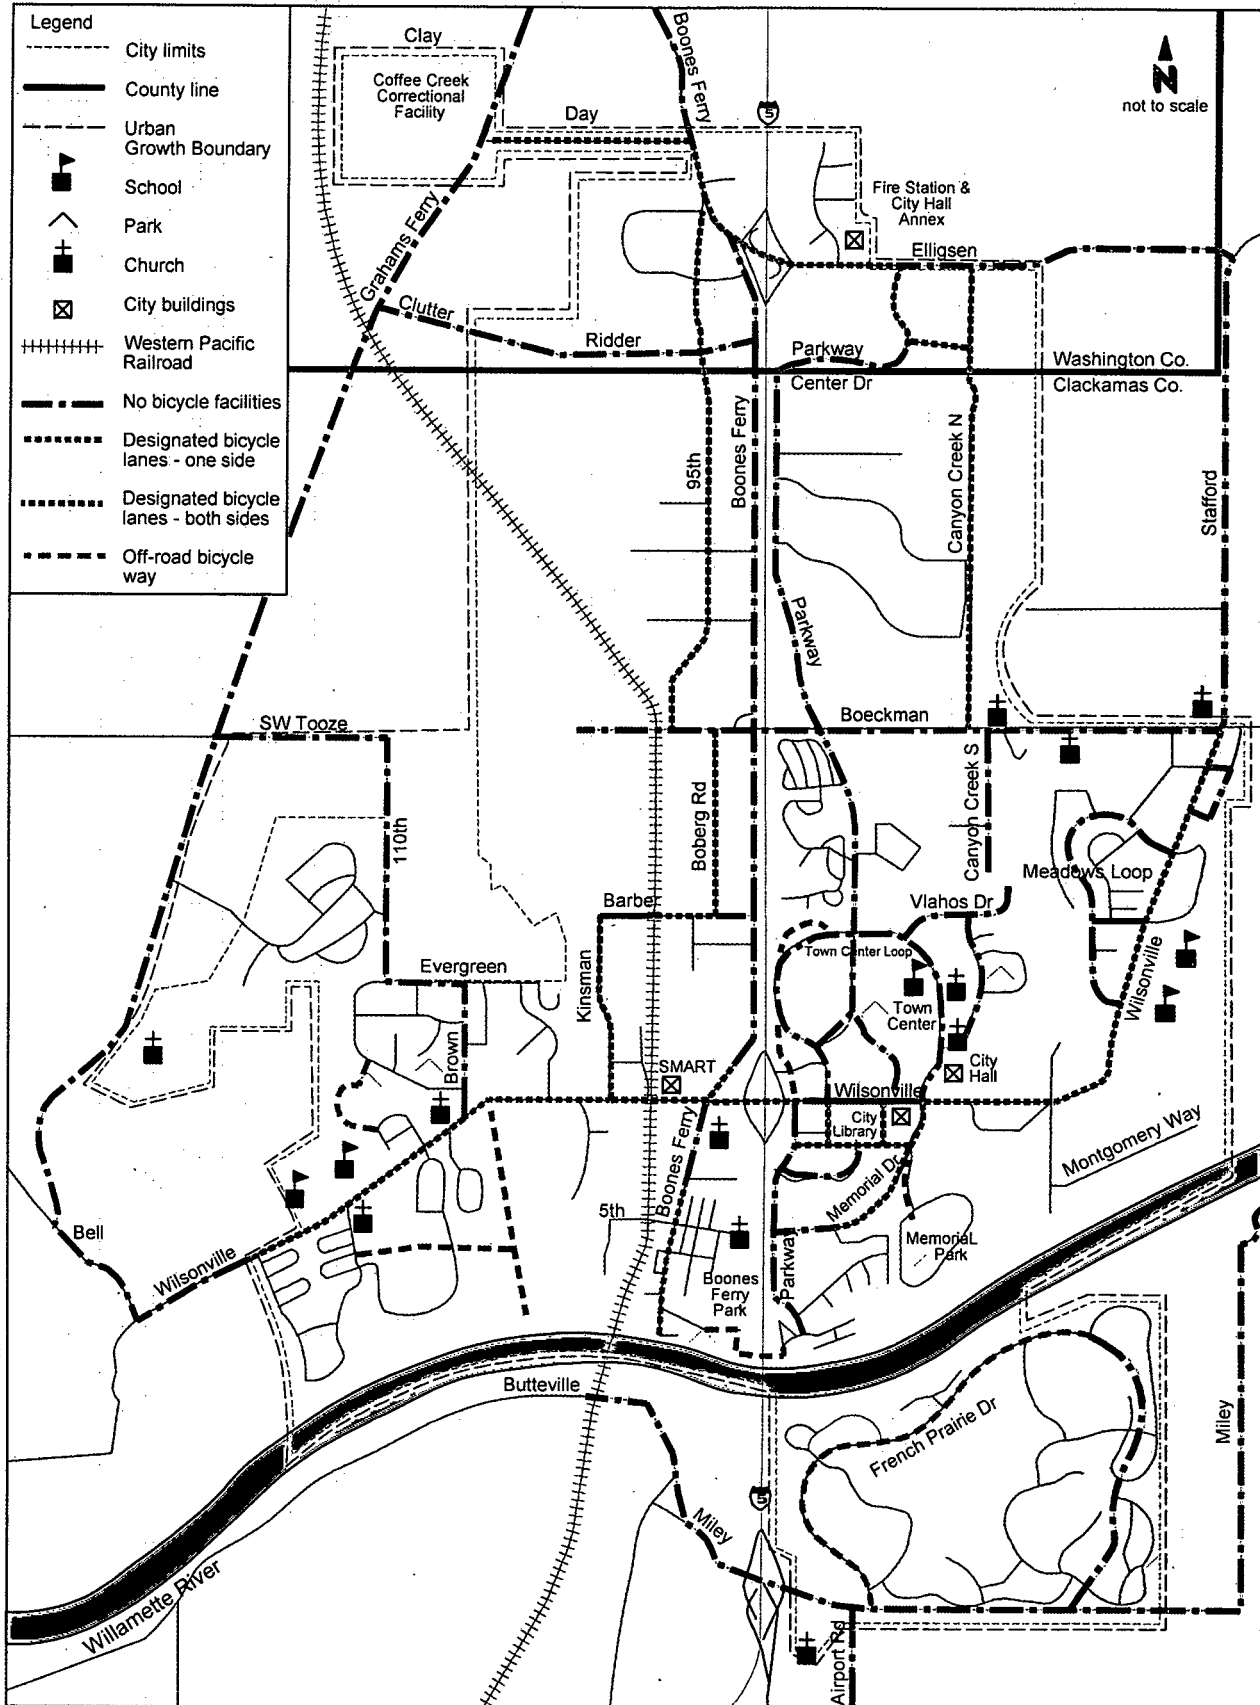 Legend
City limits
County line
Urban
Growth Boundary
School
Park
Church
City buildings
Western Pacific
Railroad
No bicycle facilities
Designated bicycle
lanes - one side
Designated bicycle
lanes - both sides
Off-road bicycle
way
N
not to scale
Clay
Coffee Creek
Correctional
Facility
Boones Ferry
5
Day
Fire Station &
City Hall
Annex
Elligsen
Grahams Ferry
Clutter
Ridder
Parkway
Center Dr
Washington Co.
Clackamas Co.
95th
Boones Ferry
Canyon Creek N
Stafford
Parkway
SW Tooze
Boeckman
110th
Boberg Rd
Canyon Creek S
Meadows Loop
Barber
Vlahos Dr
Town Center Loop
Evergreen
Kinsman
Town
Center
Wilsonville
Brown
SMART
City
Hall
Wilsonville
City
Library
Boones Ferry
Montgomery Way
Memorial Dr
5th
Bell
Memorial
Park
Wilsonville
Parkway
Boones
Ferry
Park
Butteville
French Prairie Dr
Miley
5
Miley
Willamette River
Airport Rd